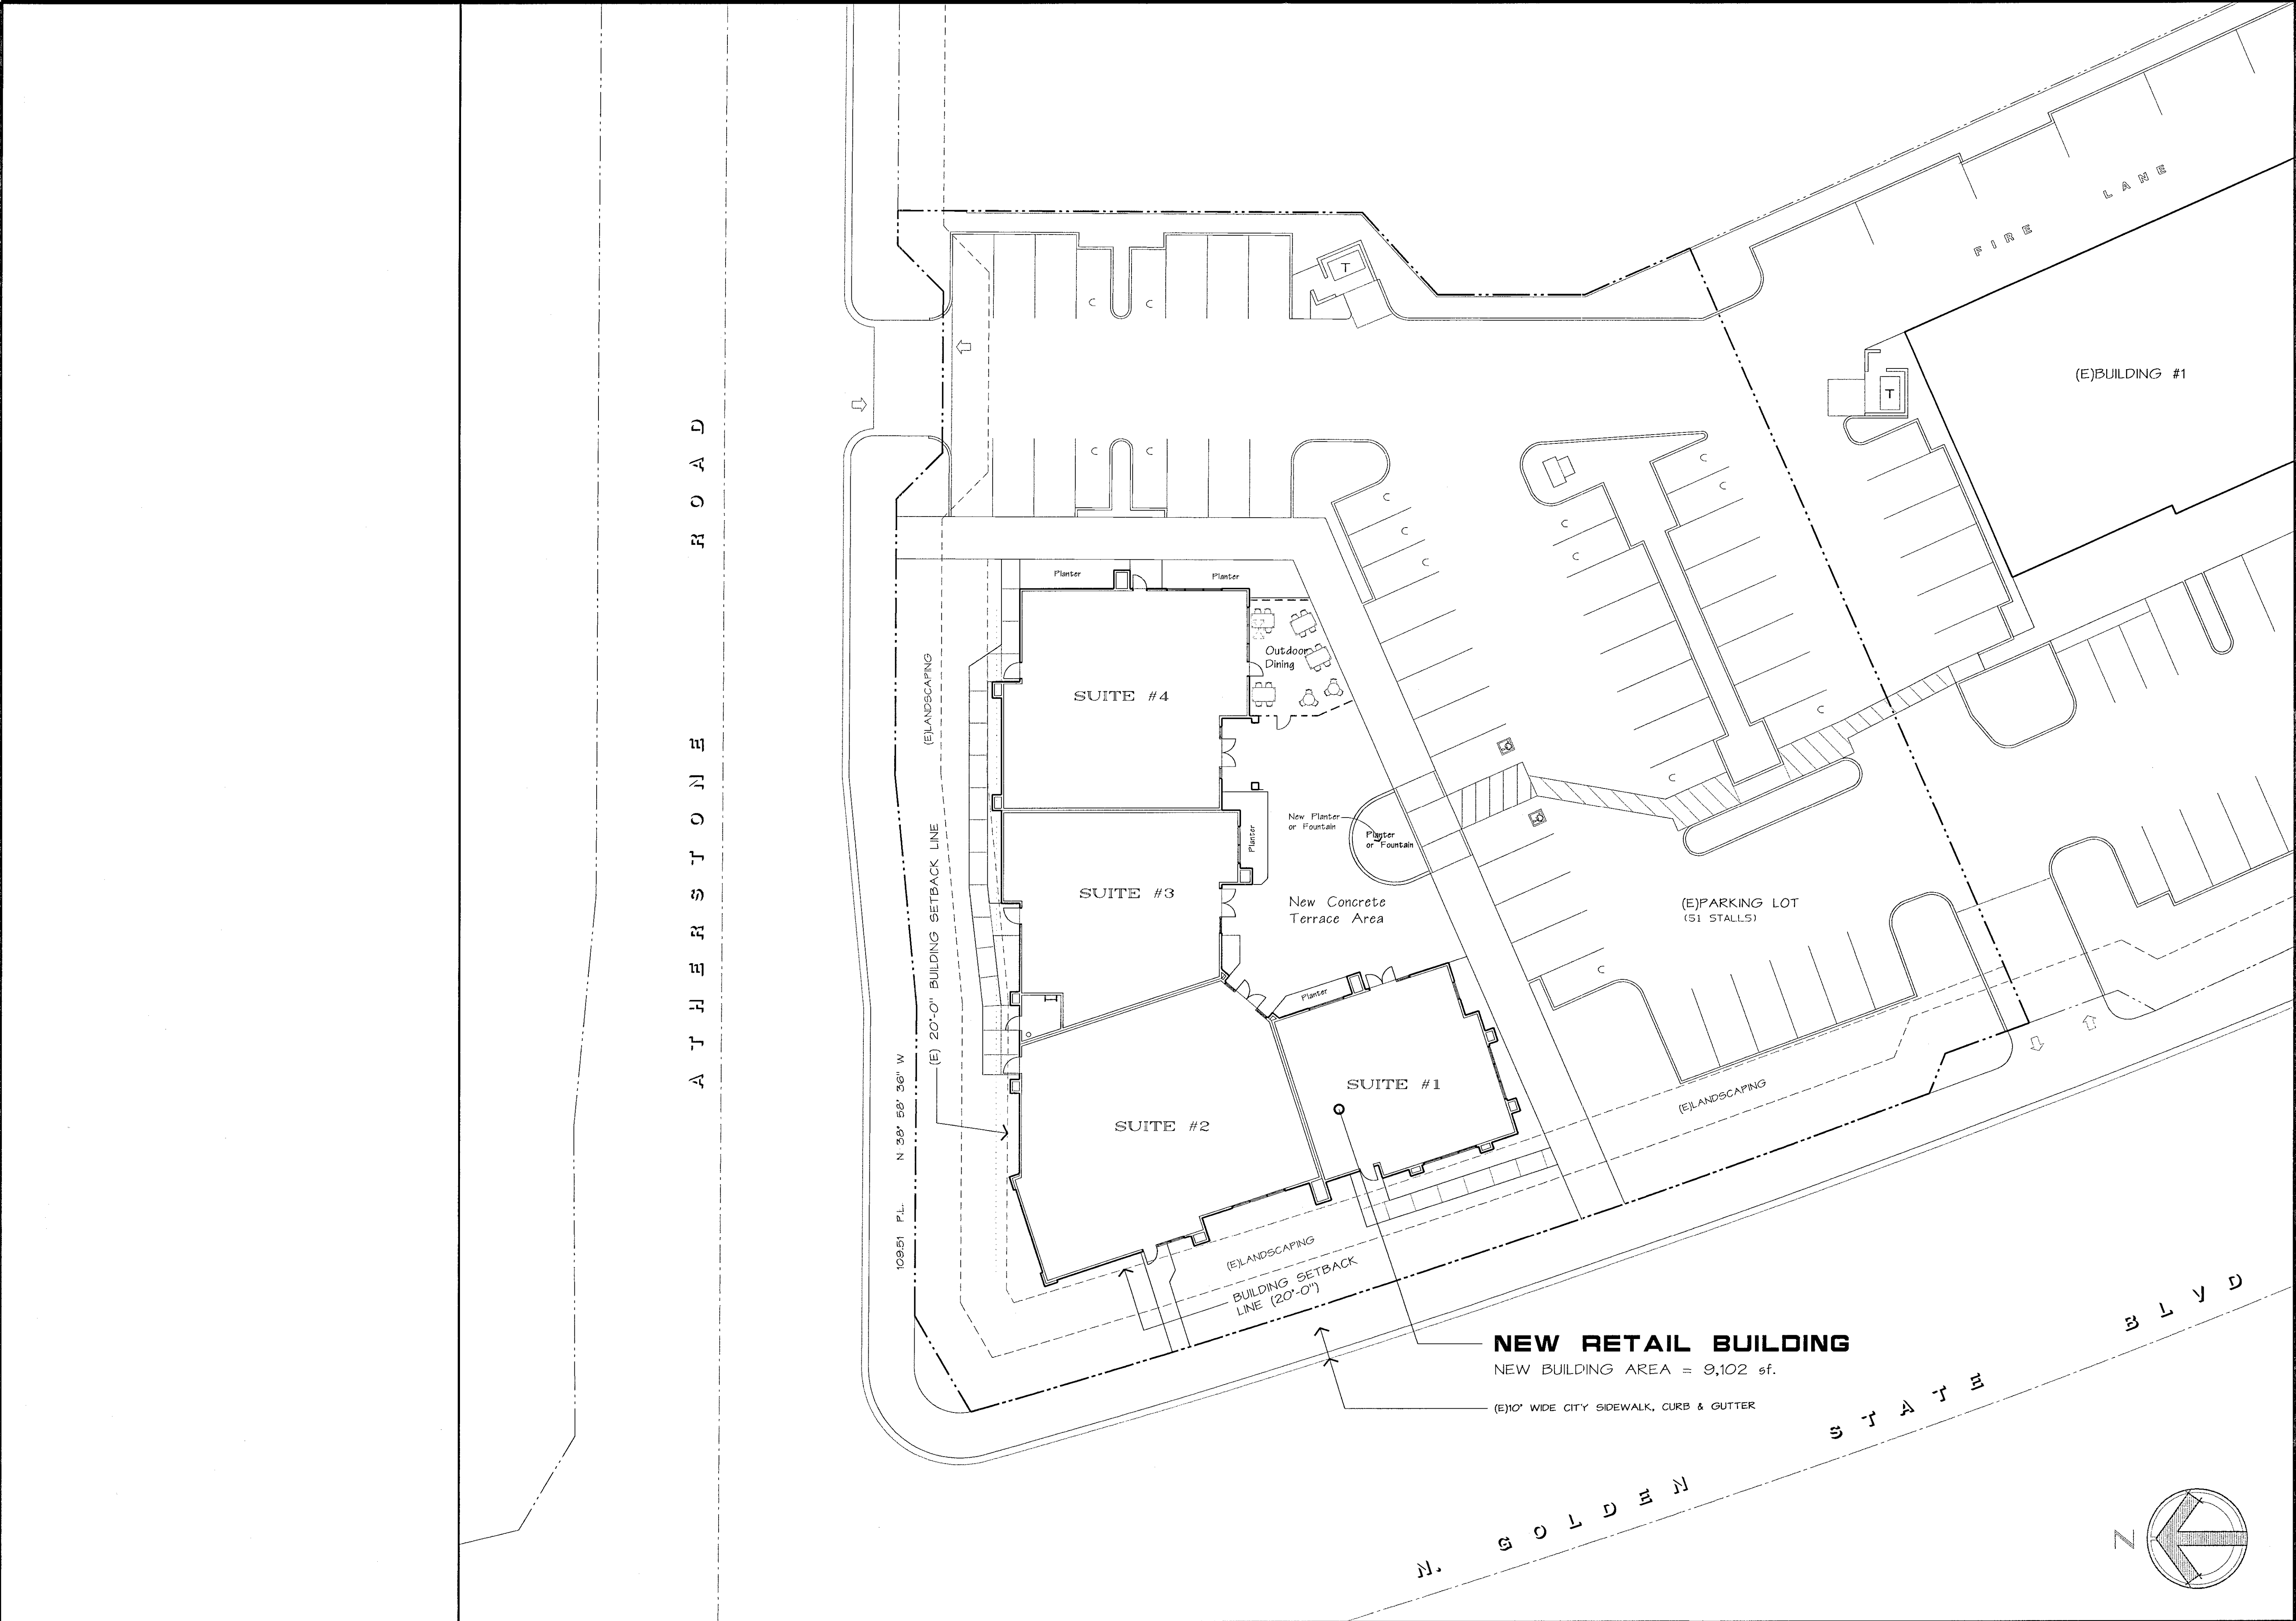 FIRE LANE
T
C
C
T
(E)BUILDING #1
C
C
C
C
C
C
C
C
C
C
ATHERSTONE ROAD
Planter
Planter
Outdoor
Dining
(E)LANDSCAPING
SUITE #4
C
C
New Planter
or Fountain
Planter
or Fountain
Planter
(E) 20'-0" BUILDING SETBACK LINE
SUITE #3
New Concrete
Terrace Area
(E)PARKING LOT
(51 STALLS)
C
Planter
SUITE #1
(E)LANDSCAPING
SUITE #2
109.51 P.L. N 38° 58' 36" W
(E)LANDSCAPING
BUILDING SETBACK
LINE (20'-0")
NEW RETAIL BUILDING
NEW BUILDING AREA = 9,102 sf.
(E)10' WIDE CITY SIDEWALK, CURB & GUTTER
N. GOLDEN STATE BLVD
N